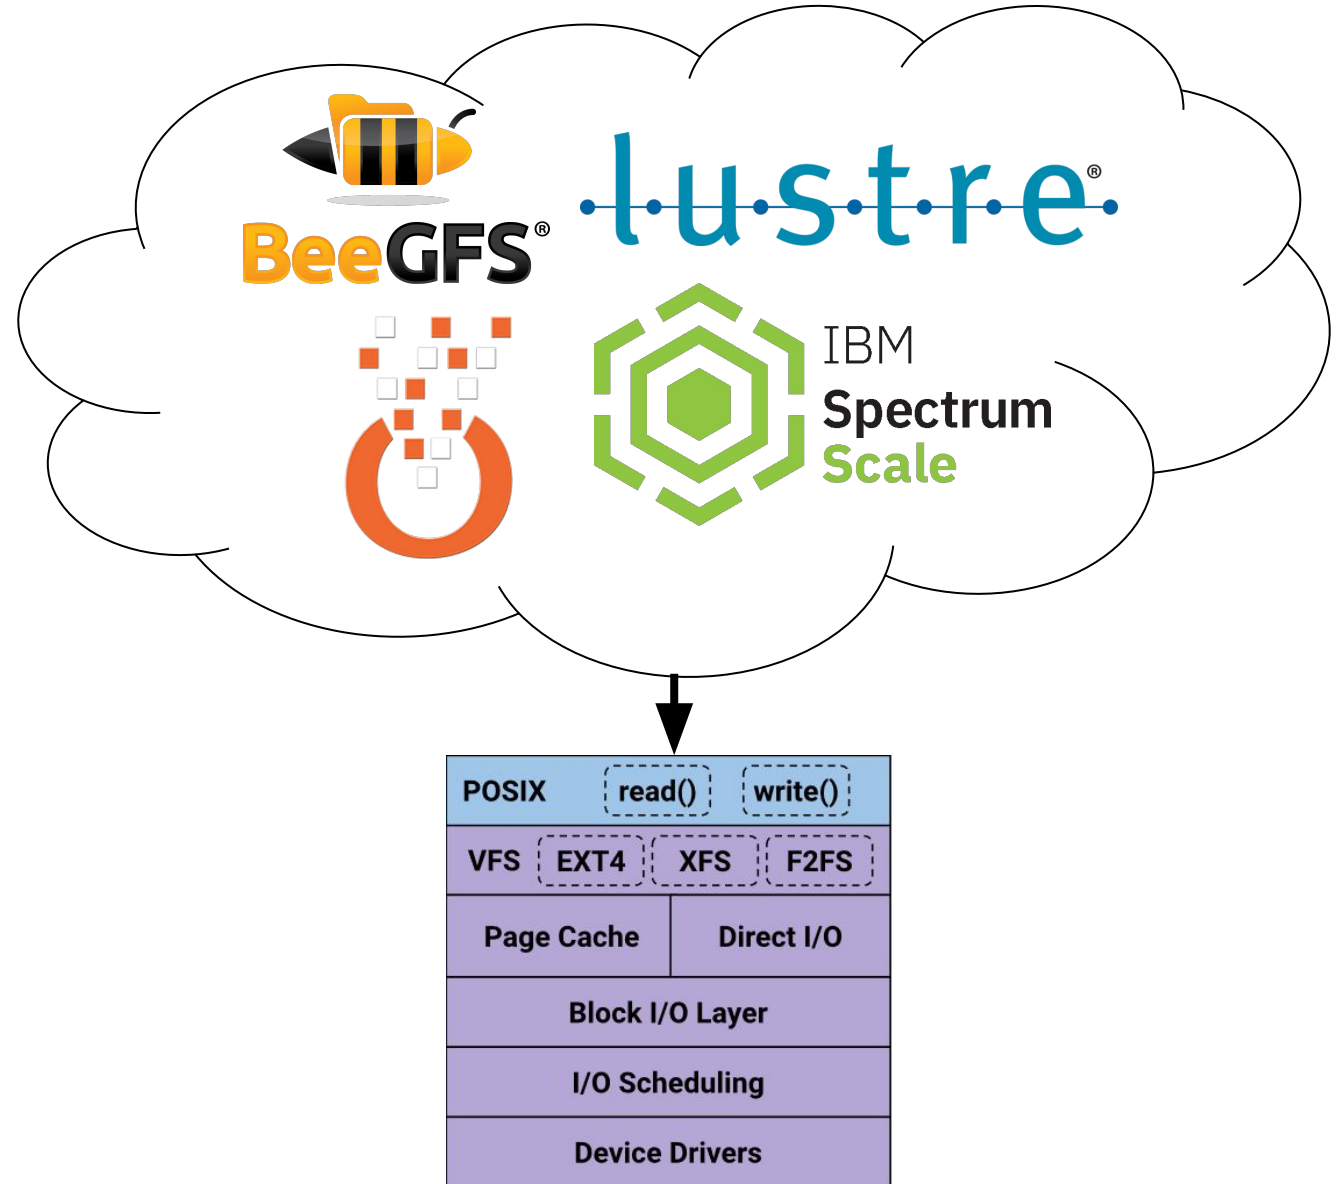 BeeGFS®
lustre®
IBM
Spectrum
Scale
POSIX read() write()
VFS EXT4 XFS F2FS
Page Cache Direct I/O
Block I/O Layer
I/O Scheduling
Device Drivers